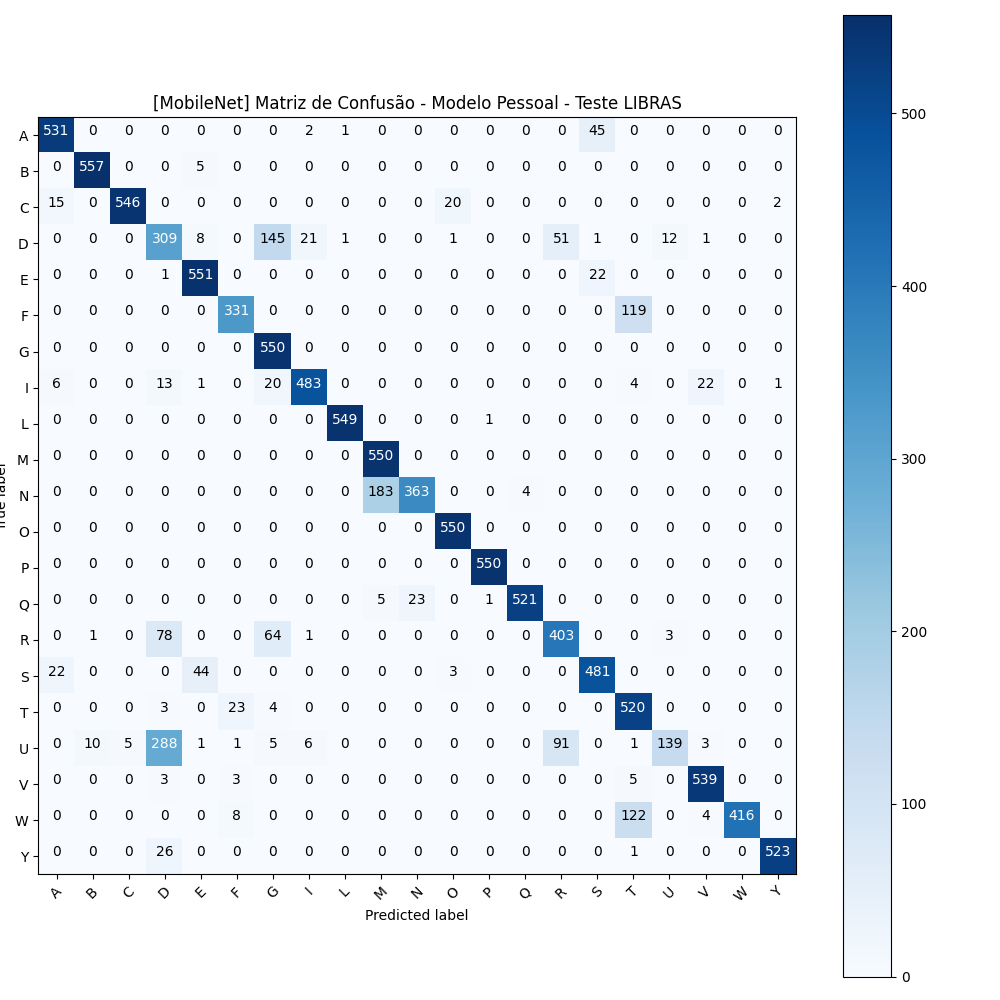 [MobileNet] Matriz de Confusão - Modelo Pessoal - Teste LIBRAS
A 531 0 0 0 0 0 0 2 1 0 0 0 0 0 0 45 0 0 0 0 0
B 0 557 0 0 5 0 0 0 0 0 0 0 0 0 0 0 0 0 0 0 0
C 15 0 546 0 0 0 0 0 0 0 0 20 0 0 0 0 0 0 0 0 2
D 0 0 0 309 8 0 145 21 1 0 0 1 0 0 51 1 0 12 1 0 0
E 0 0 0 1 551 0 0 0 0 0 0 0 0 0 0 22 0 0 0 0 0
F 0 0 0 0 0 331 0 0 0 0 0 0 0 0 0 0 119 0 0 0 0
G 0 0 0 0 0 0 550 0 0 0 0 0 0 0 0 0 0 0 0 0 0
I 6 0 0 13 1 0 20 483 0 0 0 0 0 0 0 0 4 0 22 0 1
L 0 0 0 0 0 0 0 0 549 0 0 0 1 0 0 0 0 0 0 0 0
M 0 0 0 0 0 0 0 0 0 550 0 0 0 0 0 0 0 0 0 0 0
N 0 0 0 0 0 0 0 0 0 183 363 0 0 4 0 0 0 0 0 0 0
O 0 0 0 0 0 0 0 0 0 0 0 550 0 0 0 0 0 0 0 0 0
P 0 0 0 0 0 0 0 0 0 0 0 0 550 0 0 0 0 0 0 0 0
Q 0 0 0 0 0 0 0 0 0 5 23 0 1 521 0 0 0 0 0 0 0
R 0 1 0 78 0 0 64 1 0 0 0 0 0 0 403 0 0 3 0 0 0
S 22 0 0 0 44 0 0 0 0 0 0 3 0 0 0 481 0 0 0 0 0
T 0 0 0 3 0 23 4 0 0 0 0 0 0 0 0 0 520 0 0 0 0
U 0 10 5 288 1 1 5 6 0 0 0 0 0 0 91 0 1 139 3 0 0
V 0 0 0 3 0 3 0 0 0 0 0 0 0 0 0 0 5 0 539 0 0
W 0 0 0 0 0 8 0 0 0 0 0 0 0 0 0 0 122 0 4 416 0
Y 0 0 0 26 0 0 0 0 0 0 0 0 0 0 0 0 1 0 0 0 523
A B C D E F G I L M N O P Q R S T U V W Y
Predicted label
500
400
300
200
100
0